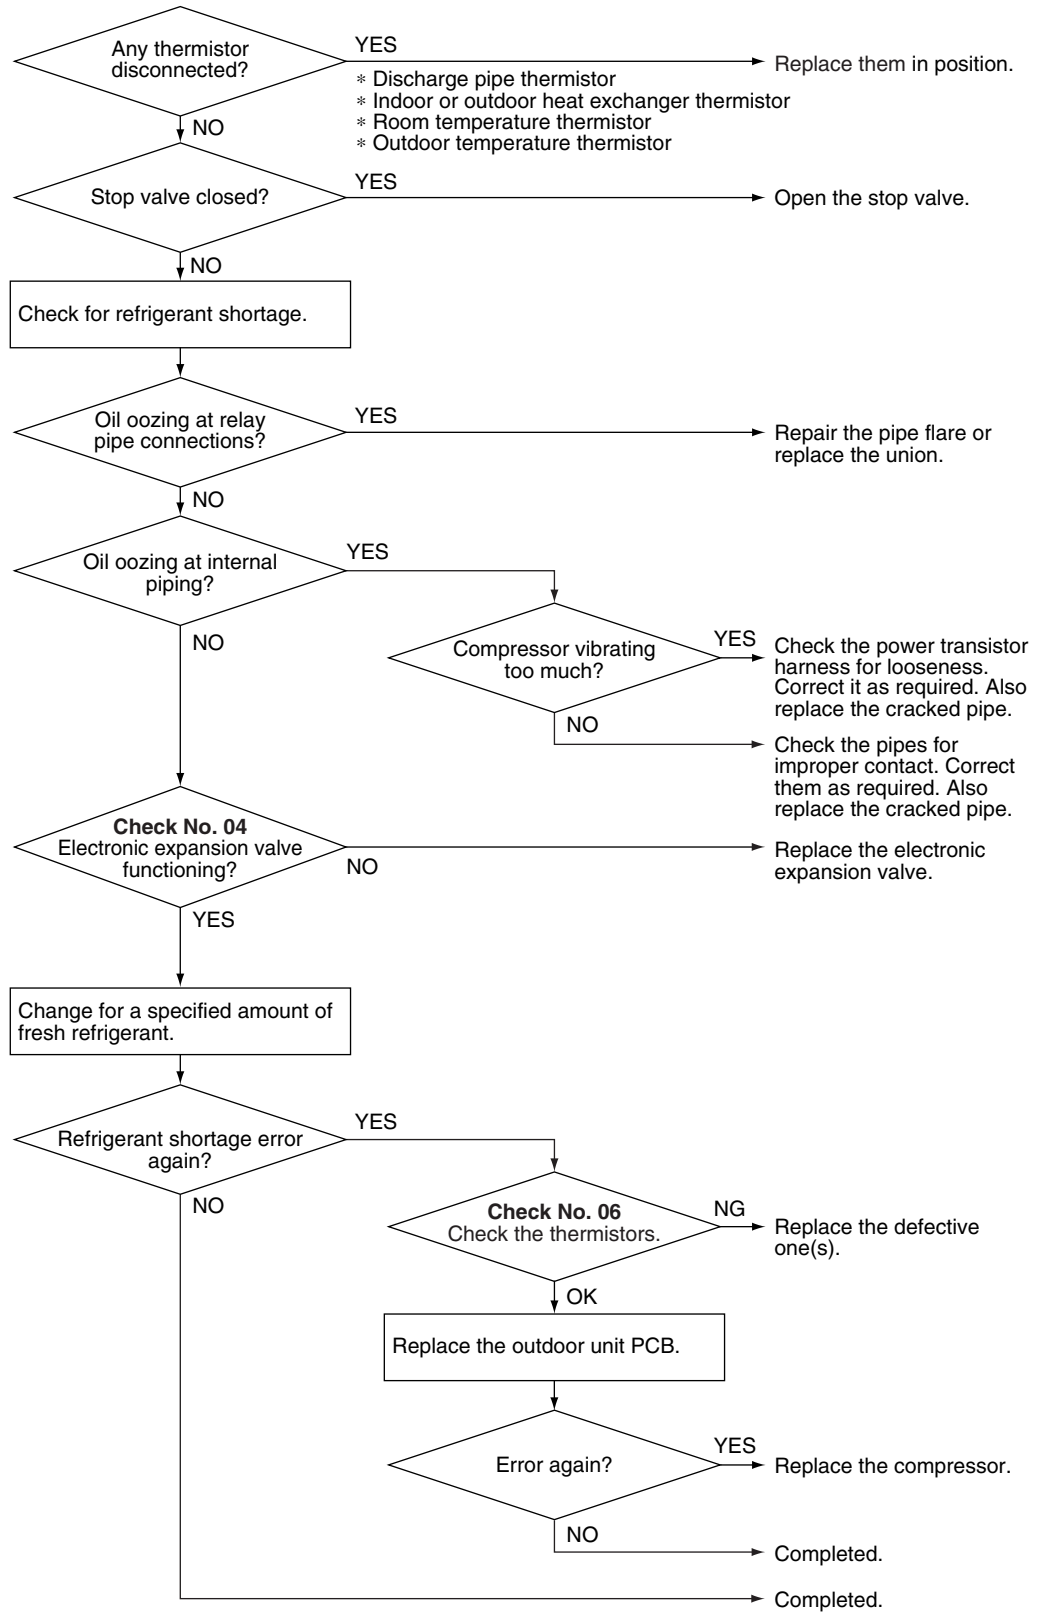 Any thermistor
disconnected?
YES
* Discharge pipe thermistor
* Indoor or outdoor heat exchanger thermistor
* Room temperature thermistor
* Outdoor temperature thermistor
Replace them in position.
NO
Stop valve closed?
YES
Open the stop valve.
NO
Check for refrigerant shortage.
Oil oozing at relay
pipe connections?
YES
Repair the pipe flare or
replace the union.
NO
Oil oozing at internal
piping?
YES
NO
Compressor vibrating
too much?
YES
Check the power transistor
harness for looseness.
Correct it as required. Also
replace the cracked pipe.
NO
Check the pipes for
improper contact. Correct
them as required. Also
replace the cracked pipe.
Check No. 04
Electronic expansion valve
functioning?
NO
Replace the electronic
expansion valve.
YES
Change for a specified amount of
fresh refrigerant.
Refrigerant shortage error
again?
YES
NO
Check No. 06
Check the thermistors.
NG
Replace the defective
one(s).
OK
Replace the outdoor unit PCB.
Error again?
YES
Replace the compressor.
NO
Completed.
Completed.